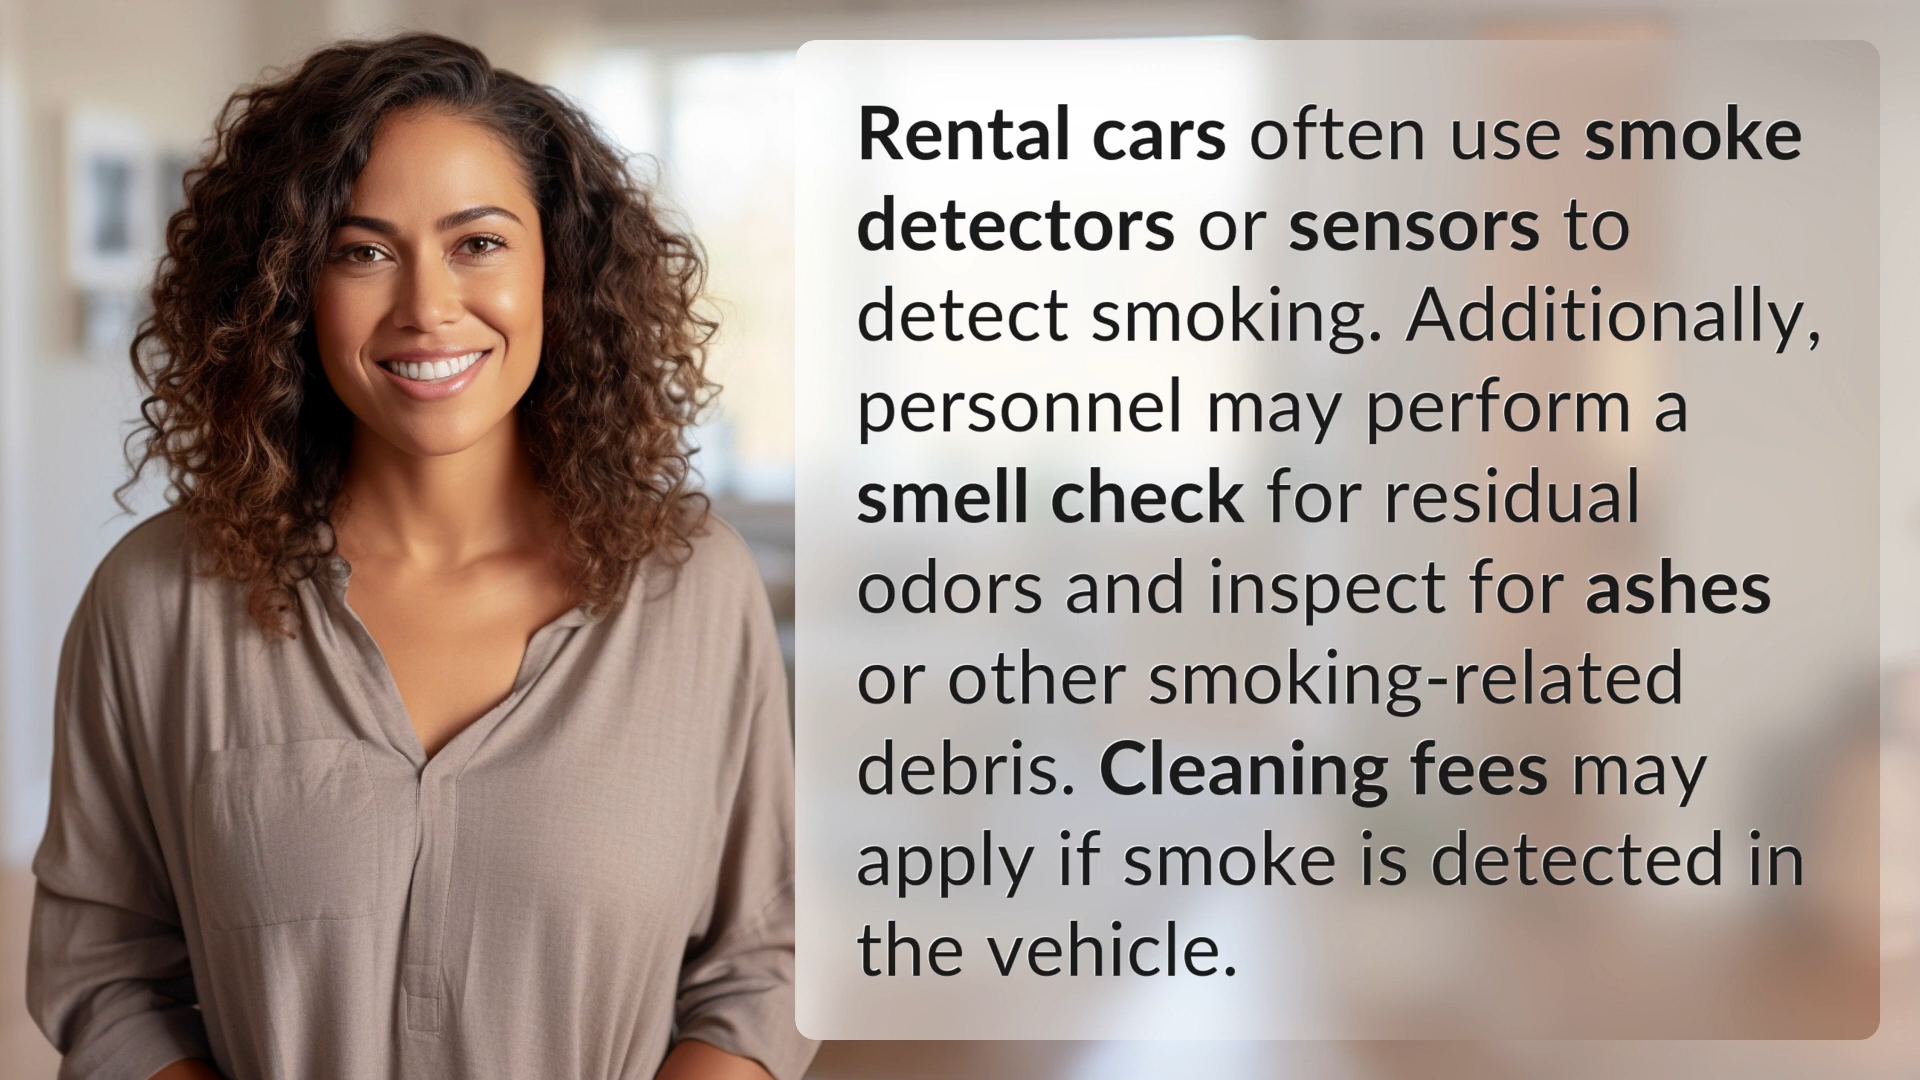 Rental cars often use smoke
detectors or sensors to
detect smoking. Additionally,
personnel may perform a
smell check for residual
odors and inspect for ashes
or other smoking-related
debris. Cleaning fees may
apply if smoke is detected in
the vehicle.